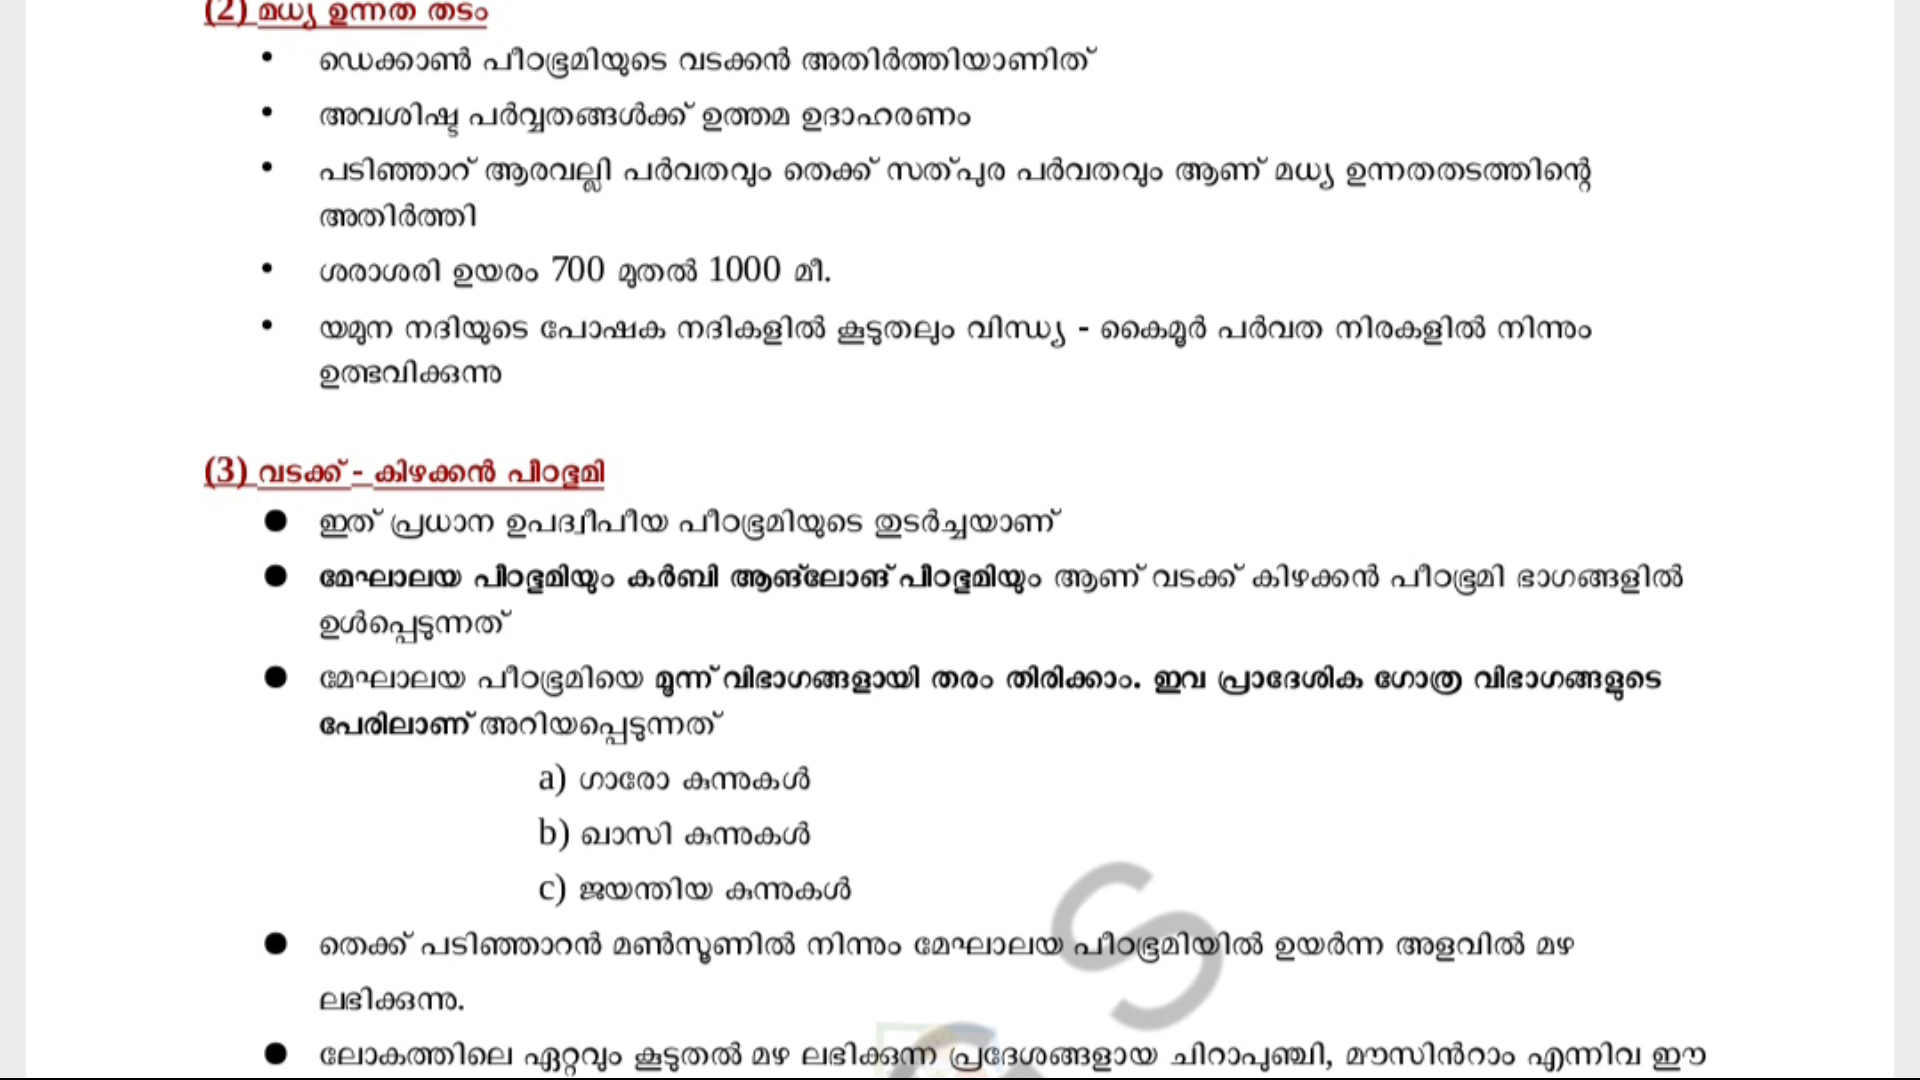 (2) മധ്യ ഉന്നത തടം
• ഡെക്കാൺ പീഠഭൂമിയുടെ വടക്കൻ അതിർത്തിയാണിത്
• അവശിഷ്ട പർവ്വതങ്ങൾക്ക് ഉത്തമ ഉദാഹരണം
• പടിഞ്ഞാറ് ആരവല്ലി പർവതവും തെക്ക് സത്പുര പർവതവും ആണ് മധ്യ ഉന്നതതടത്തിന്റെ
അതിർത്തി
• ശരാശരി ഉയരം 700 മുതൽ 1000 മീ.
• യമുന നദിയുടെ പോഷക നദികളിൽ കൂടുതലും വിന്ധ്യ - കൈമൂർ പർവത നിരകളിൽ നിന്നും
ഉത്ഭവിക്കുന്നു
(3) വടക്ക് - കിഴക്കൻ പീഠഭൂമി
● ഇത് പ്രധാന ഉപദ്വീപീയ പീഠഭൂമിയുടെ തുടർച്ചയാണ്
● മേഘാലയ പീഠഭൂമിയും കർബി ആങ്ലോങ് പീഠഭൂമിയും ആണ് വടക്ക് കിഴക്കൻ പീഠഭൂമി ഭാഗങ്ങളിൽ
ഉൾപ്പെടുന്നത്
● മേഘാലയ പീഠഭൂമിയെ മൂന്ന് വിഭാഗങ്ങളായി തരം തിരിക്കാം. ഇവ പ്രാദേശിക ഗോത്ര വിഭാഗങ്ങളുടെ
പേരിലാണ് അറിയപ്പെടുന്നത്
a) ഗാരോ കുന്നുകൾ
b) ഖാസി കുന്നുകൾ
c) ജയന്തിയ കുന്നുകൾ
● തെക്ക് പടിഞ്ഞാറൻ മൺസൂണിൽ നിന്നും മേഘാലയ പീഠഭൂമിയിൽ ഉയർന്ന അളവിൽ മഴ
ലഭിക്കുന്നു.
● ലോകത്തിലെ ഏറ്റവും കൂടുതൽ മഴ ലഭിക്കുന്ന പ്രദേശങ്ങളായ ചിറാപുഞ്ചി, മൗസിൻറാം എന്നിവ ഈ